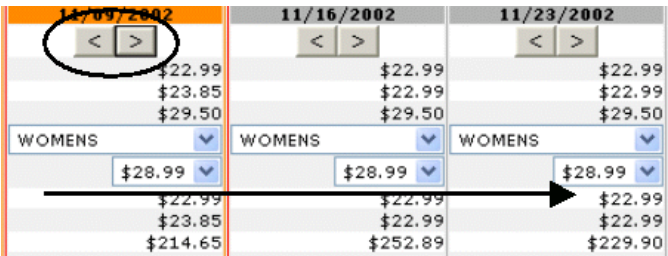 11/09/2002 11/16/2002 11/23/2002
< > < > < >
$22.99 $22.99 $22.99
$23.85 $22.99 $22.99
$29.50 $29.50 $29.50
WOMENS WOMENS WOMENS
$28.99 $28.99 $28.99
$22.99 $22.99 $22.99
$23.85 $22.99 $22.99
$214.65 $252.89 $229.90